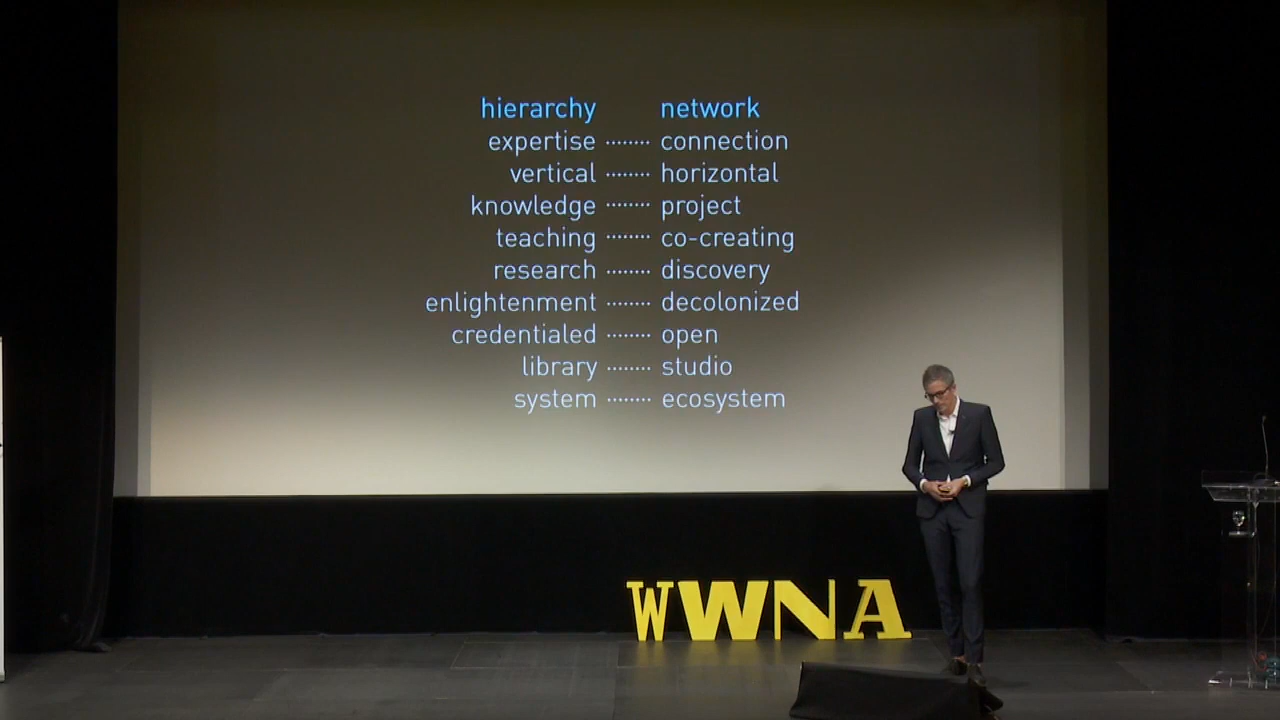 hierarchy network
expertise ........ connection
vertical ........ horizontal
knowledge ........ project
teaching ........ co-creating
research ........ discovery
enlightenment ........ decolonized
credentialed ........ open
library ........ studio
system ........ ecosystem
WWNA